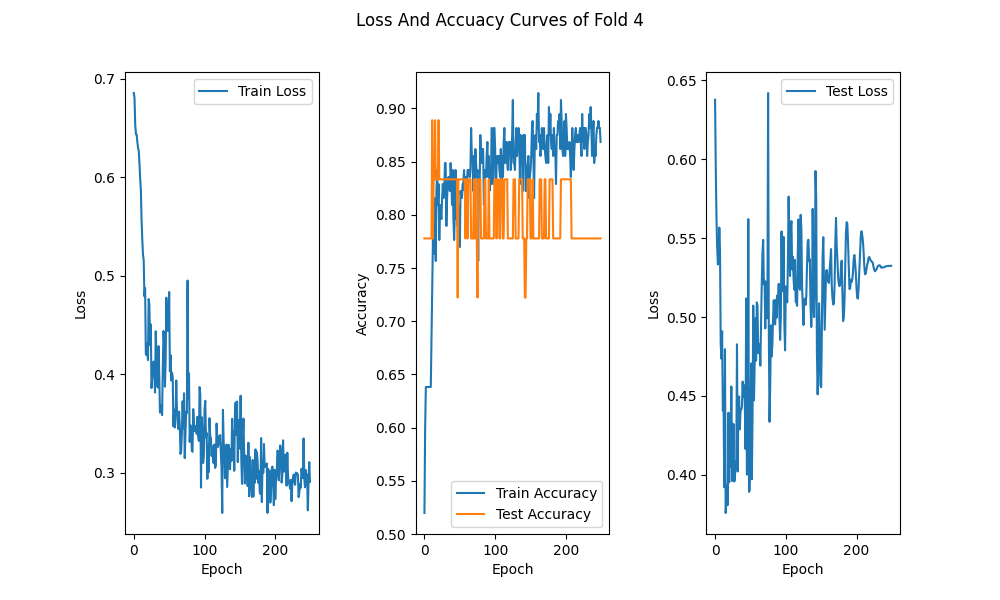 Loss And Accuacy Curves of Fold 4
0.7
0.6
0.5
0.4
0.3
Loss
0
100
200
Epoch
Train Loss
0.90
0.85
0.80
0.75
0.70
0.65
0.60
0.55
0.50
Accuracy
0
100
200
Epoch
Train Accuracy
Test Accuracy
0.65
0.60
0.55
0.50
0.45
0.40
Loss
0
100
200
Epoch
Test Loss